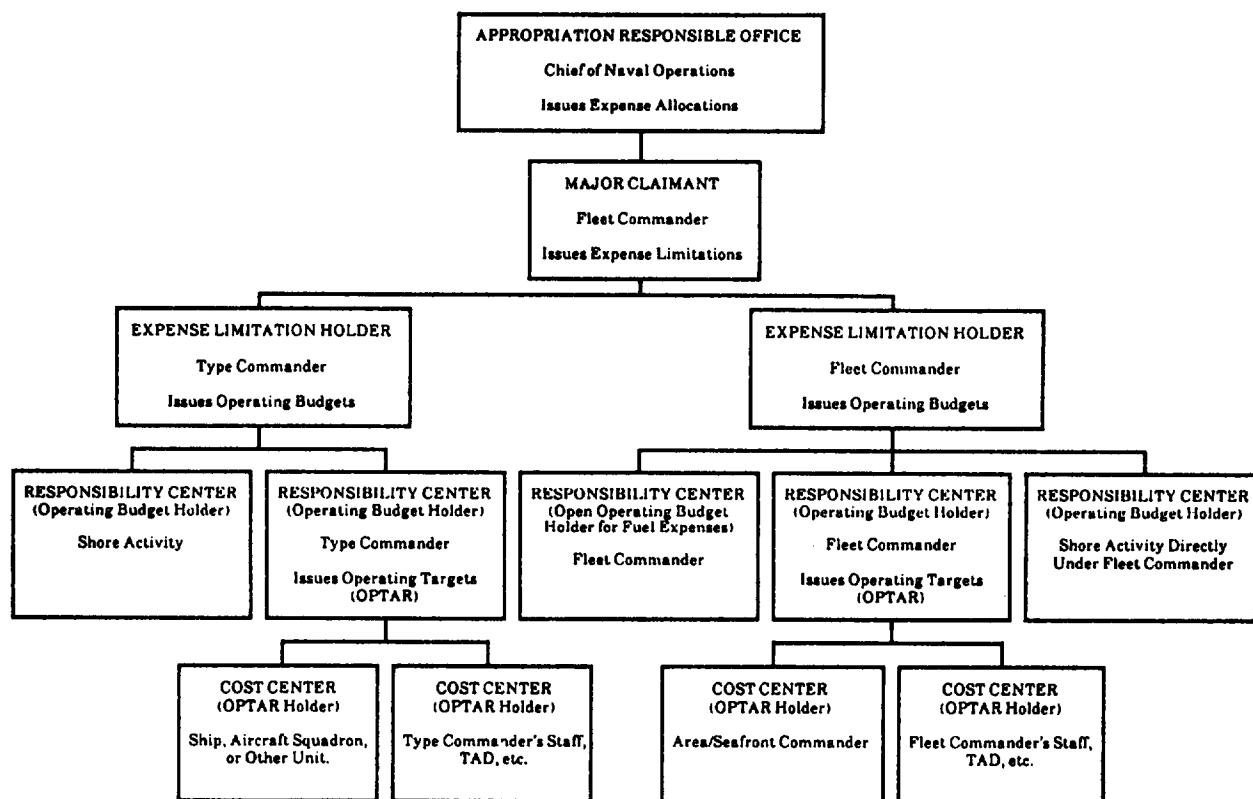 APPROPRIATION RESPONSIBLE OFFICE
Chief of Naval Operations
Issues Expense Allocations
MAJOR CLAIMANT
Fleet Commander
Issues Expense Limitations
EXPENSE LIMITATION HOLDER
Type Commander
Issues Operating Budgets
EXPENSE LIMITATION HOLDER
Fleet Commander
Issues Operating Budgets
RESPONSIBILITY CENTER
(Operating Budget Holder)
Shore Activity
RESPONSIBILITY CENTER
(Operating Budget Holder)
Type Commander
Issues Operating Targets
(OPTAR)
RESPONSIBILITY CENTER
(Open Operating Budget
Holder for Fuel Expenses)
Fleet Commander
RESPONSIBILITY CENTER
(Operating Budget Holder)
Fleet Commander
Issues Operating Targets
(OPTAR)
RESPONSIBILITY CENTER
(Operating Budget Holder)
Shore Activity Directly
Under Fleet Commander
COST CENTER
(OPTAR Holder)
Ship, Aircraft Squadron,
or Other Unit.
COST CENTER
(OPTAR Holder)
Type Commander's Staff,
TAD, etc.
COST CENTER
(OPTAR Holder)
Area/Seafront Commander
COST CENTER
(OPTAR Holder)
Fleet Commander's Staff,
TAD, etc.